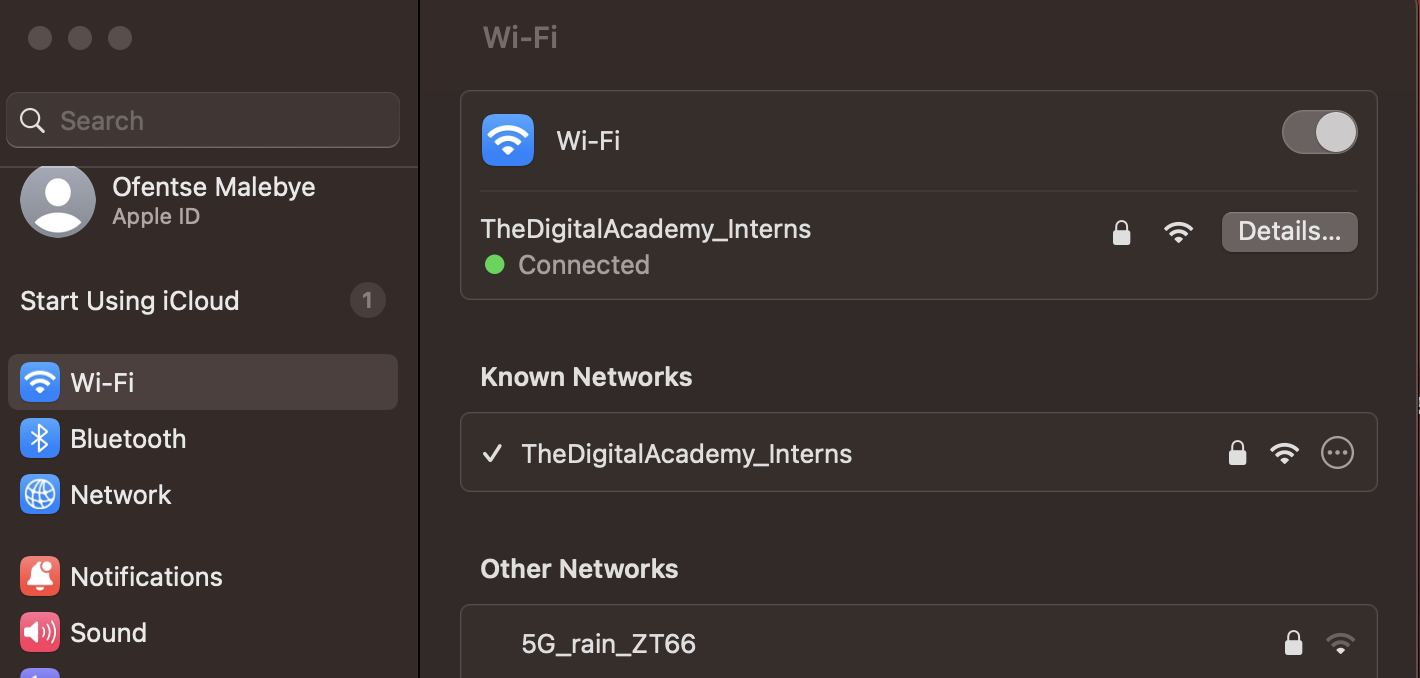 Search
Ofentse Malebye
Apple ID
Start Using iCloud
1
Wi-Fi
Bluetooth
Network
Notifications
Sound
Wi-Fi
Wi-Fi
TheDigitalAcademy_Interns
Details...
Connected
Known Networks
TheDigitalAcademy_Interns
Other Networks
5G_rain_ZT66